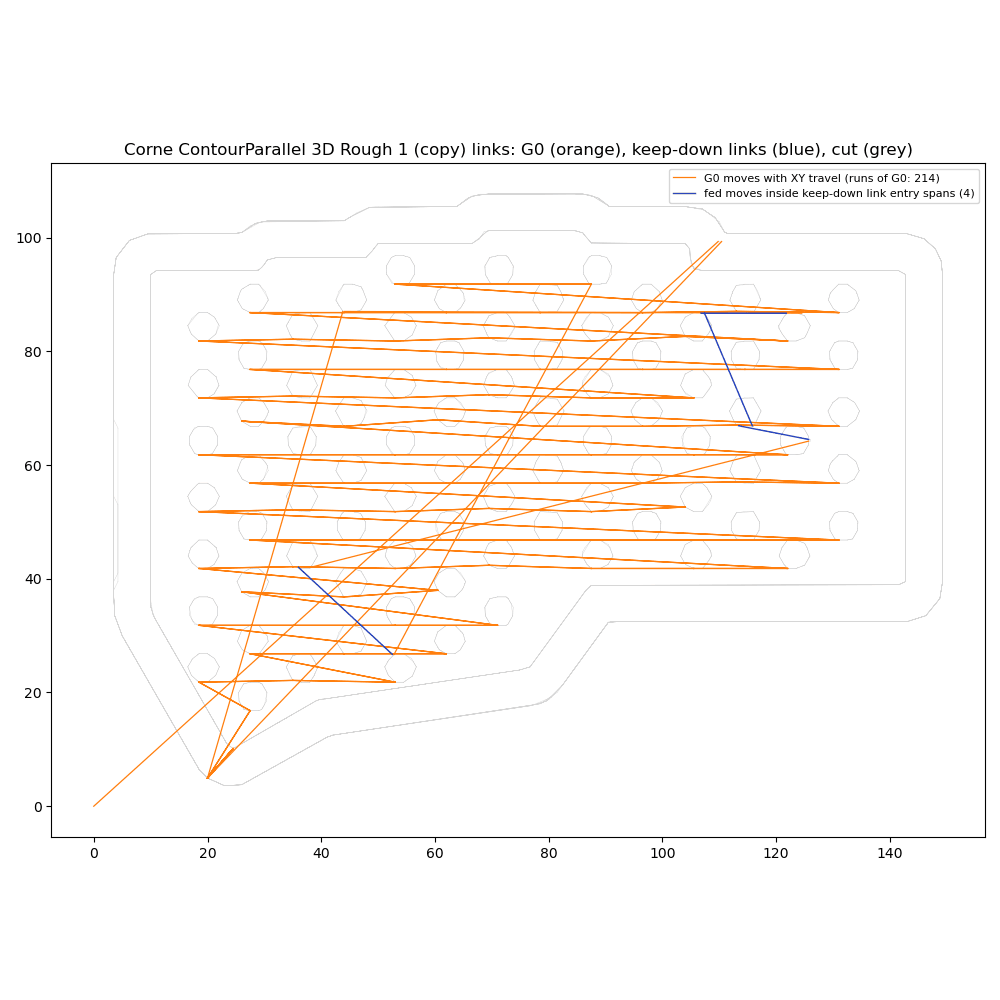 Corne ContourParallel 3D Rough 1 (copy) links: G0 (orange), keep-down links (blue), cut (grey)
G0 moves with XY travel (runs of G0: 214)
fed moves inside keep-down link entry spans (4)
100
80
60
40
20
0
0 20 40 60 80 100 120 140